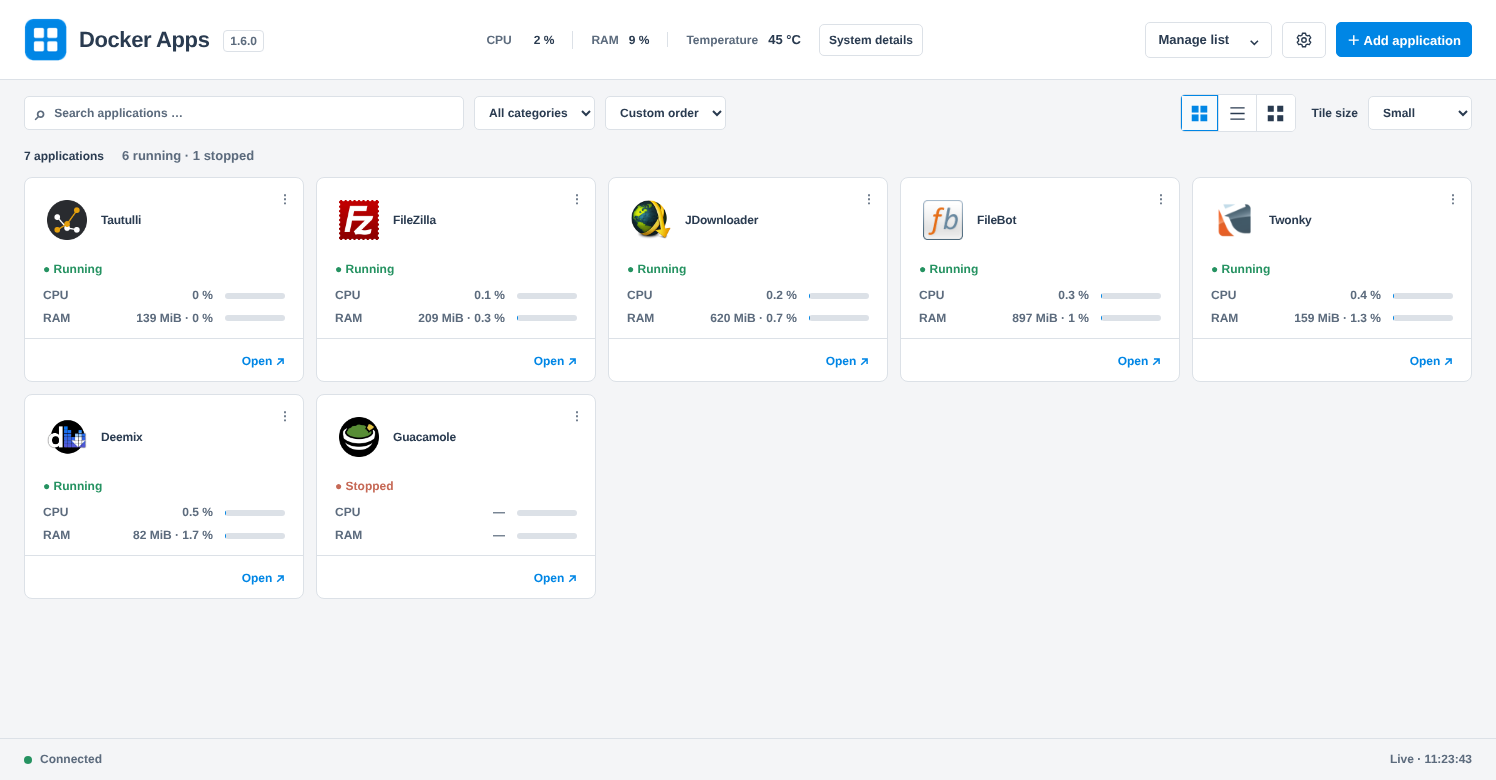 Docker Apps 1.6.0 CPU 2 % RAM 9 % Temperature 45 °C System details Manage list Add application
Search applications … All categories Custom order Tile size Small
7 applications 6 running · 1 stopped
Tautulli
Running
CPU 0 %
RAM 139 MiB · 0 %
Open
FileZilla
Running
CPU 0.1 %
RAM 209 MiB · 0.3 %
Open
JDownloader
Running
CPU 0.2 %
RAM 620 MiB · 0.7 %
Open
fb
FileBot
Running
CPU 0.3 %
RAM 897 MiB · 1 %
Open
Twonky
Running
CPU 0.4 %
RAM 159 MiB · 1.3 %
Open
d
Deemix
Running
CPU 0.5 %
RAM 82 MiB · 1.7 %
Open
Guacamole
Stopped
CPU —
RAM —
Open
Connected Live · 11:23:43